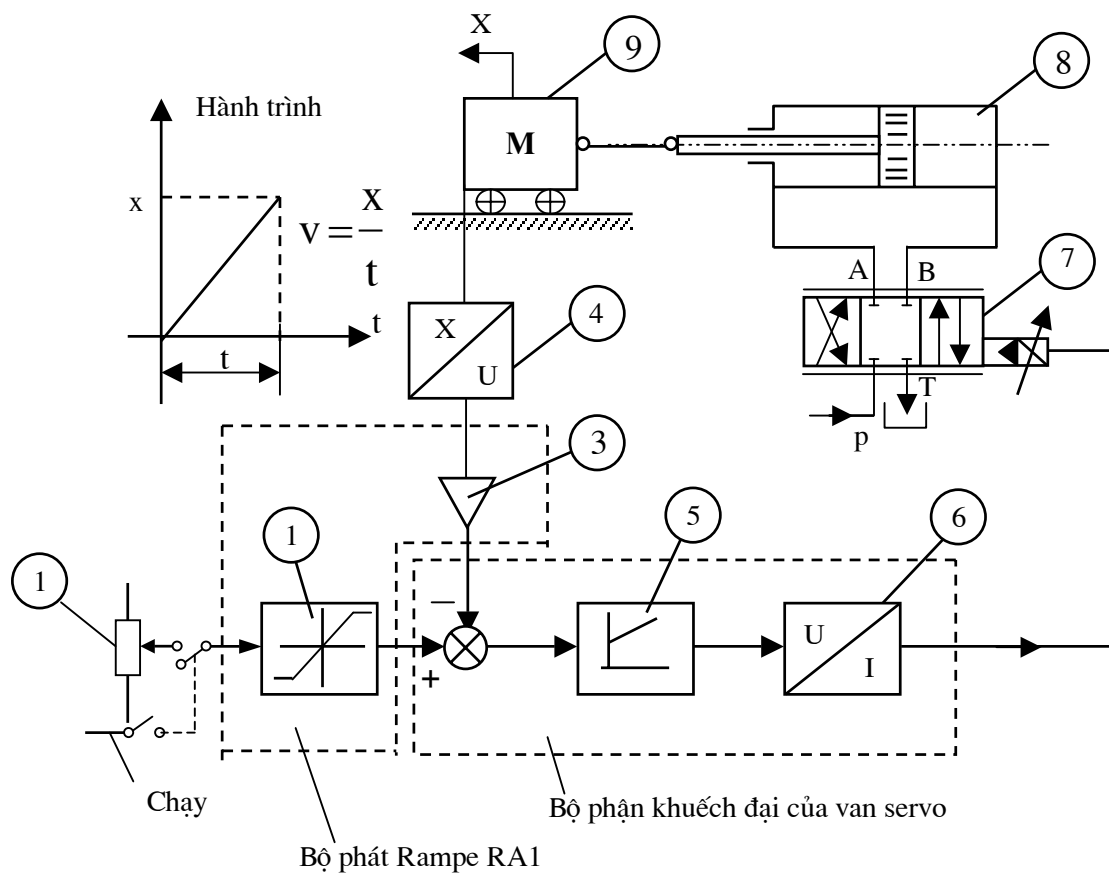 X
9
8
Hành trình
M
x
v = x / t
A
B
7
t
t
X
U
4
T
p
3
1
1
5
6
–
+
U
I
Chạy
Bộ phận khuếch đại của van servo
Bộ phát Rampe RA1